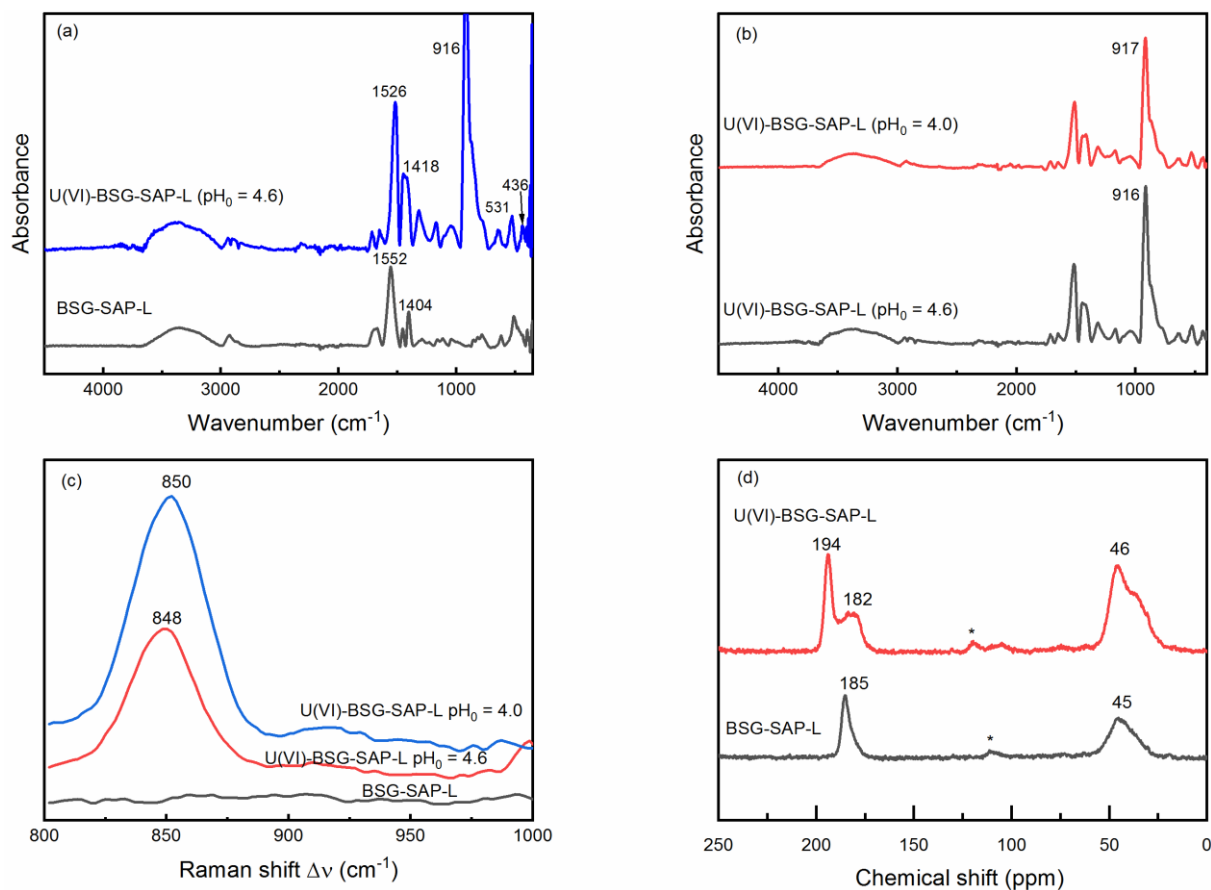 (a)
916
1526
1418
U(VI)-BSG-SAP-L (pH₀ = 4.6)
531
436
1552
BSG-SAP-L
1404
Absorbance
4500 3000 2000 1000
Wavenumber (cm⁻¹)
(b)
917
U(VI)-BSG-SAP-L (pH₀ = 4.0)
916
U(VI)-BSG-SAP-L (pH₀ = 4.6)
Absorbance
4500 3000 2000 1000
Wavenumber (cm⁻¹)
(c)
850
848
U(VI)-BSG-SAP-L pH₀ = 4.0
U(VI)-BSG-SAP-L pH₀ = 4.6
BSG-SAP-L
800 850 900 950 1000
Raman shift Δν (cm⁻¹)
(d)
U(VI)-BSG-SAP-L
194
46
182
*
185
45
BSG-SAP-L
*
250 200 150 100 50 0
Chemical shift (ppm)